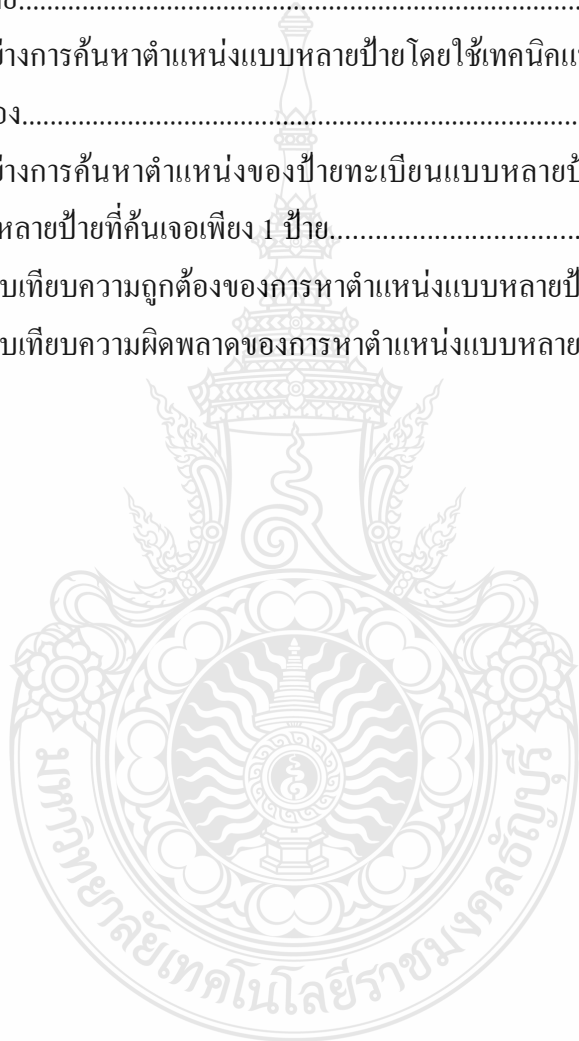 ย่างการค้นหาตำแหน่งแบบหลายป้ายโดยใช้เทคนิคแ
อง................................................................
ย่างการค้นหาตำแหน่งของป้ายทะเบียนแบบหลายป้
หลายป้ายที่ค้นเจอเพียง 1 ป้าย................................
บเทียบความถูกต้องของการหาตำแหน่งแบบหลายป้
บเทียบความผิดพลาดของการหาตำแหน่งแบบหลาย
มหาวิทยาลัยเทคโนโลยีราชมงคลธัญบุรี